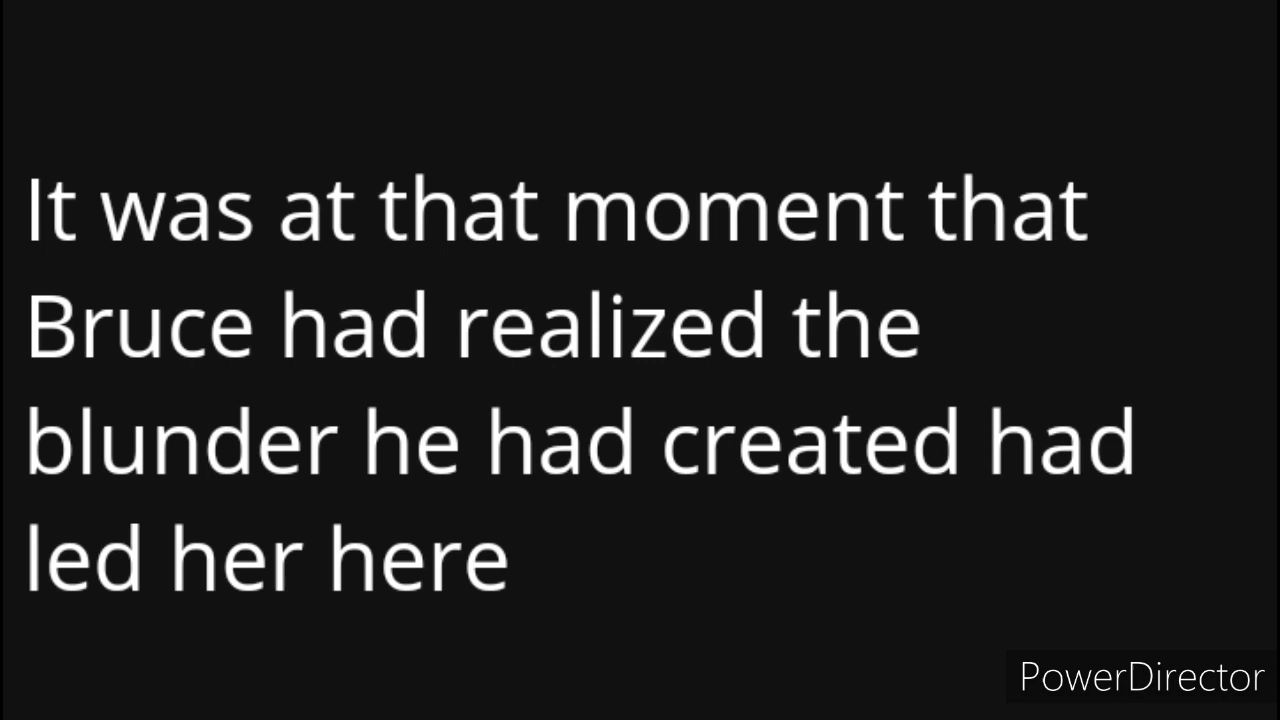 It was at that moment that
Bruce had realized the
blunder he had created had
led her here
PowerDirector